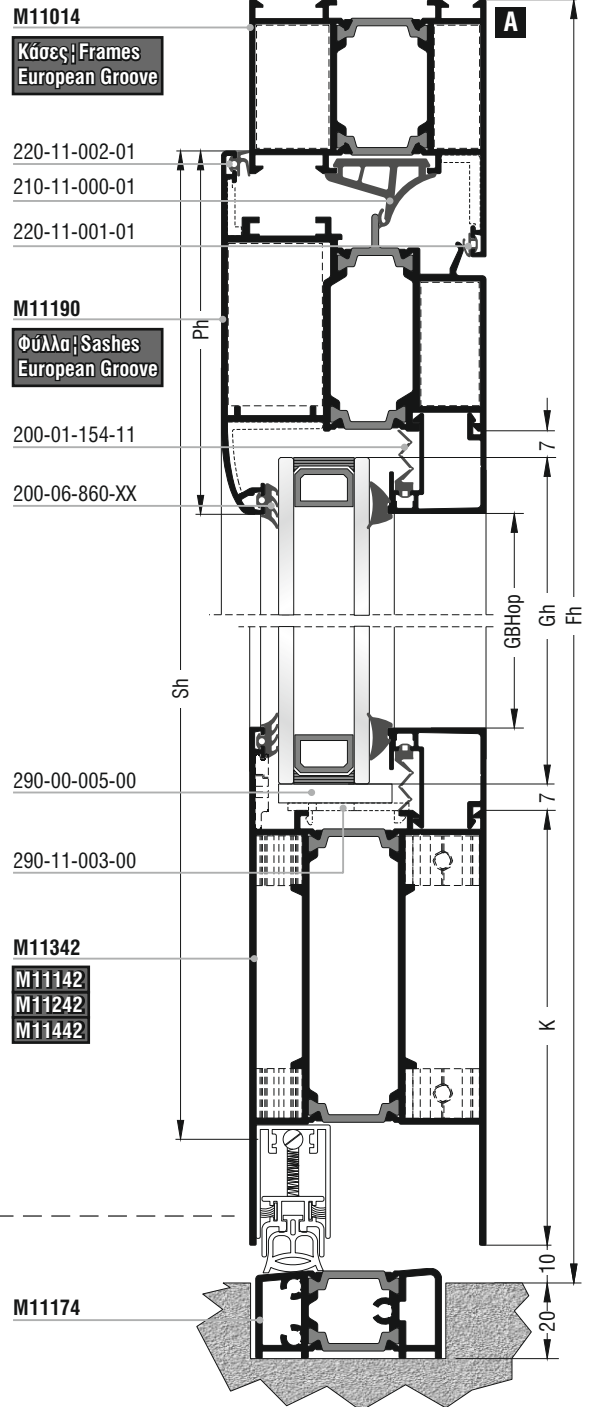 M11014
A
Κάσες¦Frames
European Groove
220-11-002-01
210-11-000-01
220-11-001-01
M11190
Φύλλα¦Sashes
European Groove
Ph
200-01-154-11
7
200-06-860-XX
GBHop
Gh
Fh
Sh
290-00-005-00
7
290-11-003-00
M11342
M11142
M11242
M11442
K
10
M11174
20